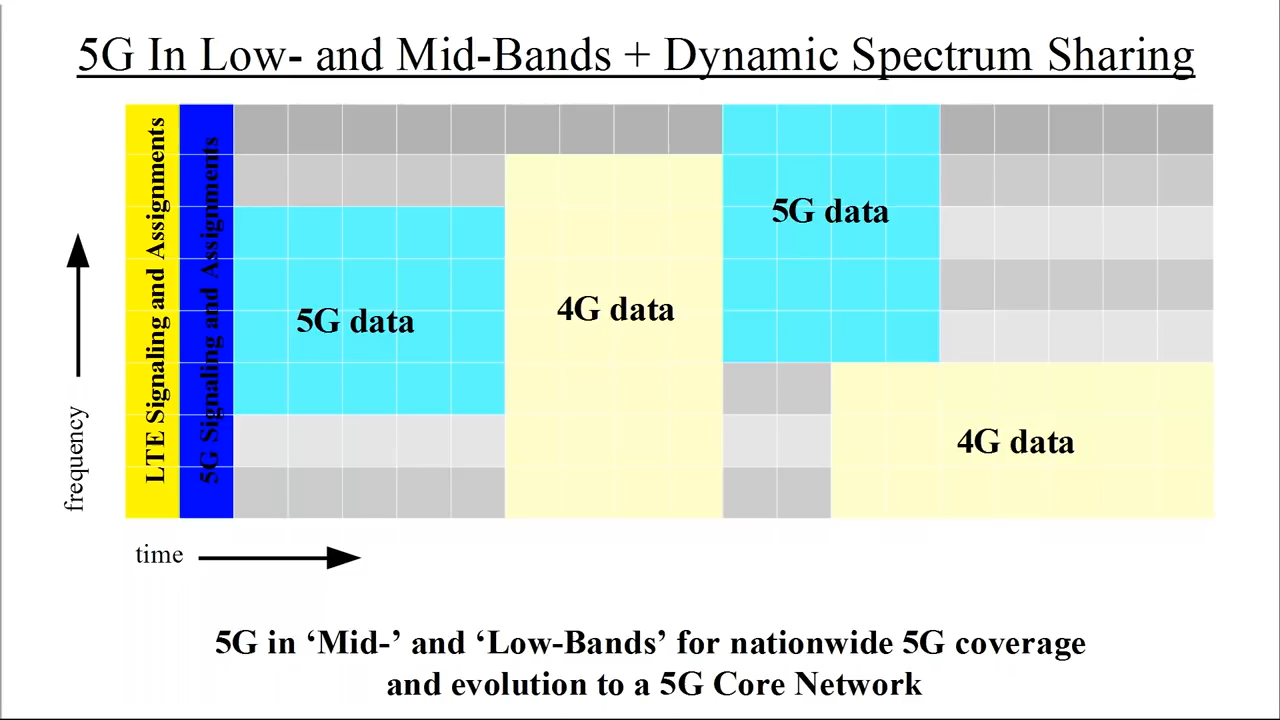 5G In Low- and Mid-Bands + Dynamic Spectrum Sharing
LTE Signaling and Assignments
5G Signaling and Assignments
5G data
4G data
5G data
4G data
frequency
time
5G in ‘Mid-’ and ‘Low-Bands’ for nationwide 5G coverage
and evolution to a 5G Core Network